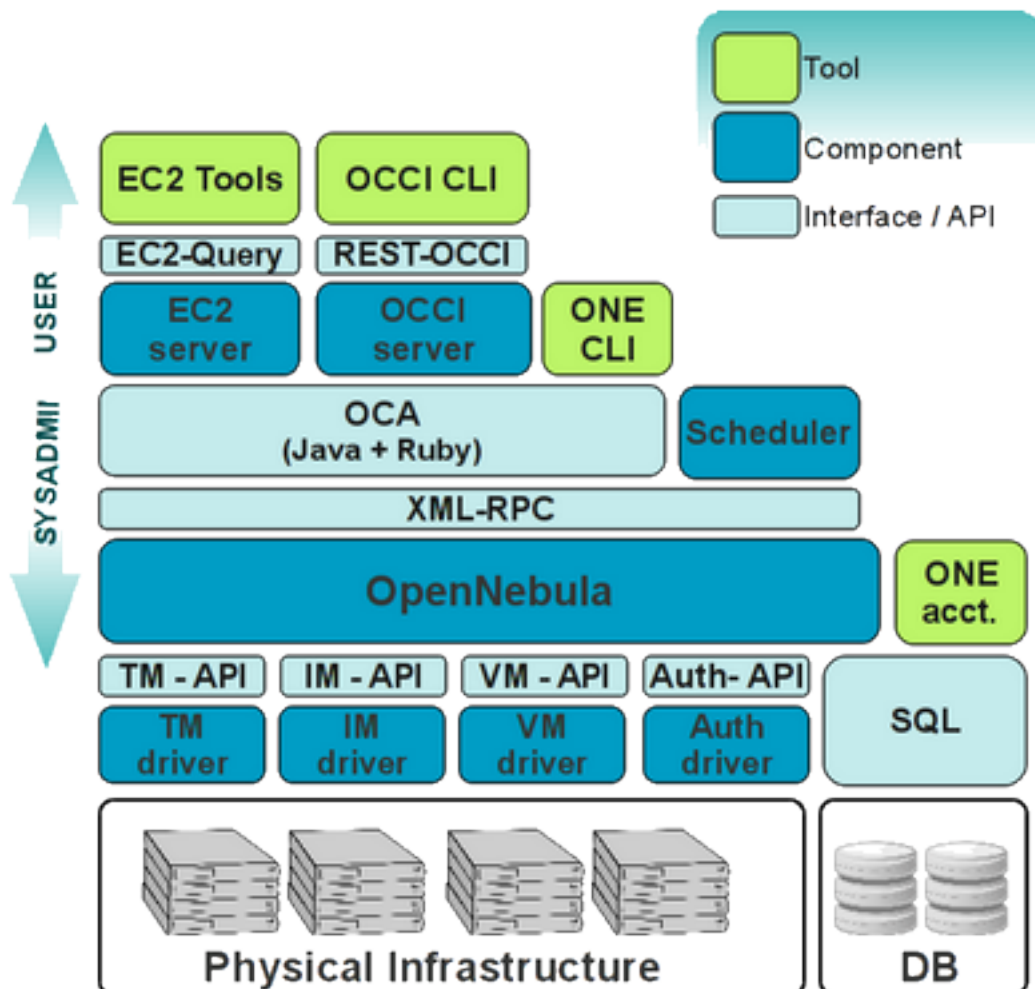 Tool
Component
Interface / API
EC2 Tools
OCCI CLI
EC2-Query
REST-OCCI
EC2
server
OCCI
server
ONE
CLI
USER
OCA
(Java + Ruby)
Scheduler
SYSADMII
XML-RPC
OpenNebula
ONE
acct.
TM - API
IM - API
VM - API
Auth- API
TM
driver
IM
driver
VM
driver
Auth
driver
SQL
Physical Infrastructure
DB